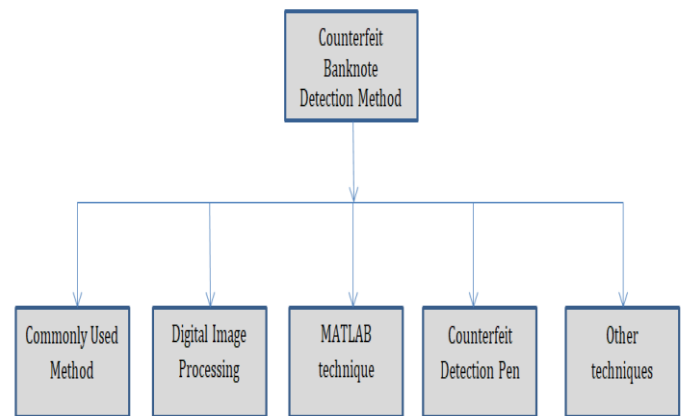 Counterfeit
Banknote
Detection Method
Commonly Used
Method
Digital Image
Processing
MATLAB
technique
Counterfeit
Detection Pen
Other
techniques